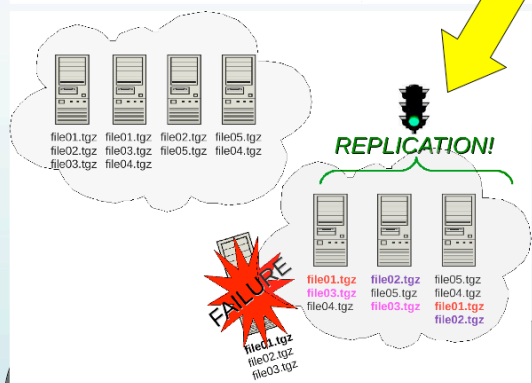 file01.tgz file01.tgz file02.tgz file05.tgz
file02.tgz file03.tgz file05.tgz file04.tgz
file03.tgz file04.tgz
REPLICATION!
file01.tgz file02.tgz file05.tgz
file03.tgz file05.tgz file04.tgz
file04.tgz file03.tgz file01.tgz
file02.tgz
FAILURE
file01.tgz
file02.tgz
file03.tgz